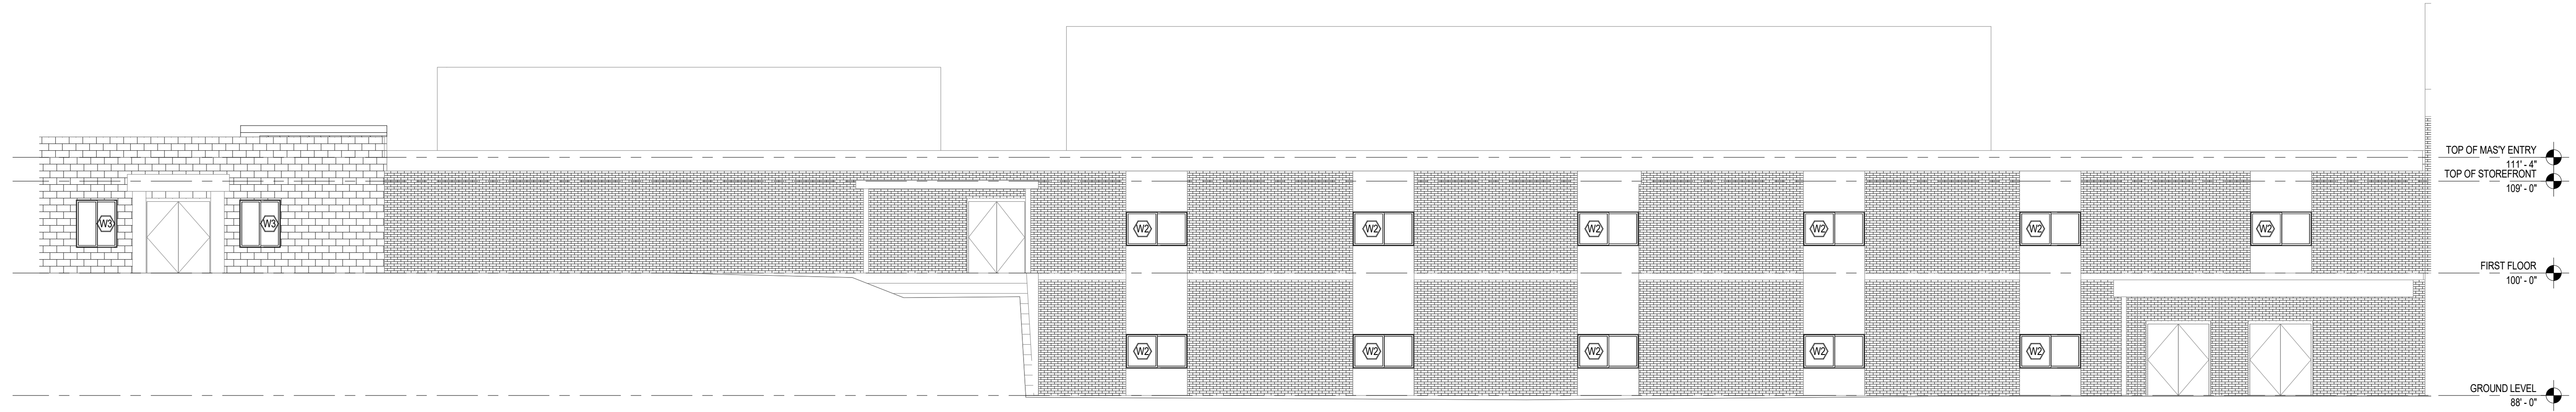 TOP OF MAS'Y ENTRY
111' - 4"
TOP OF STOREFRONT
109' - 0"
W3
W3
W2
W2
W2
W2
W2
W2
FIRST FLOOR
100' - 0"
W2
W2
W2
W2
W2
GROUND LEVEL
88' - 0"